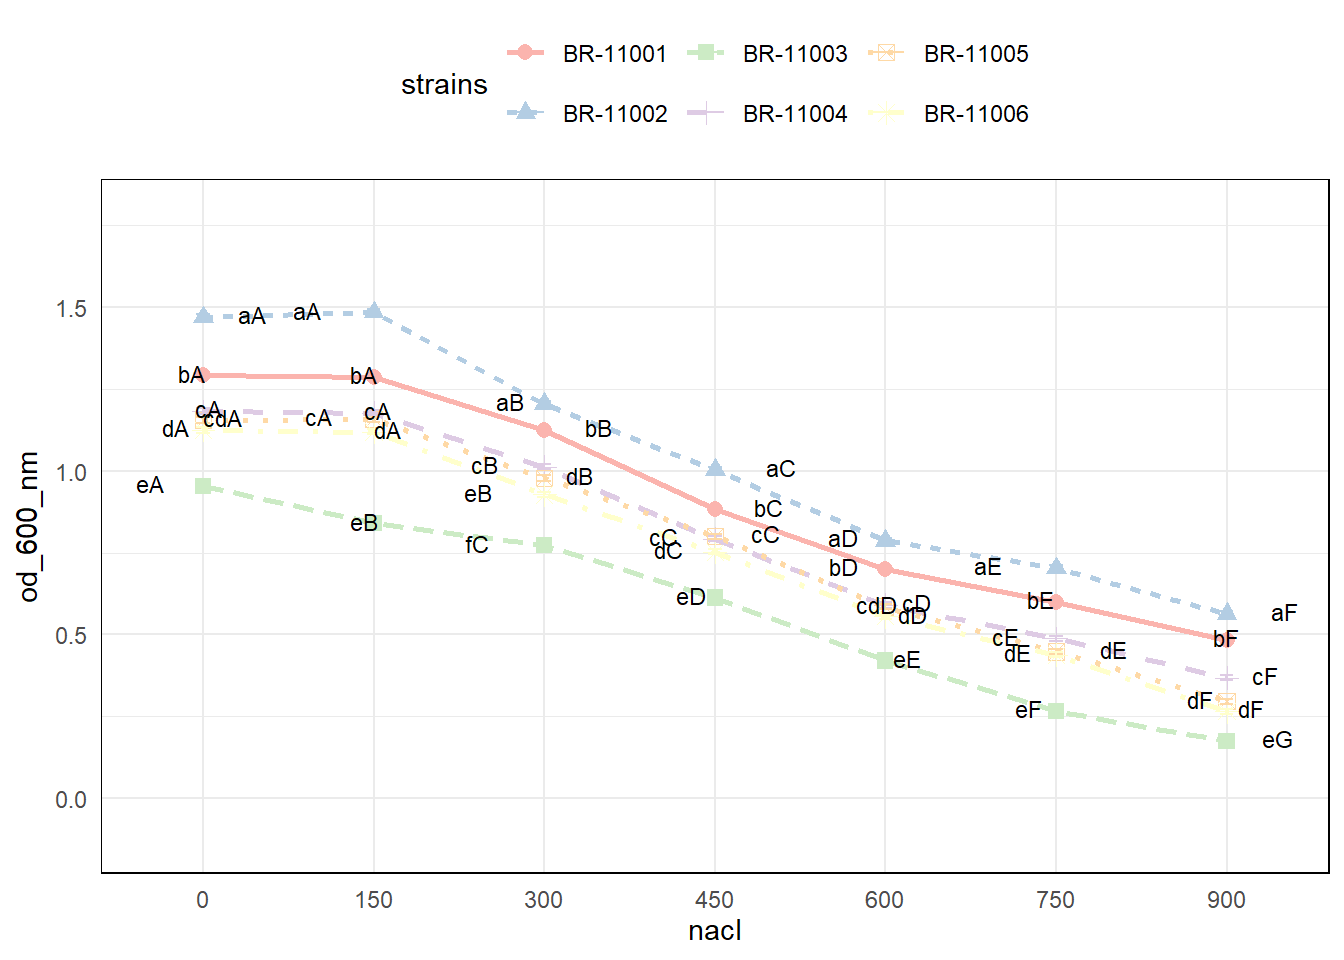 strains
BR-11001 BR-11003 BR-11005
BR-11002 BR-11004 BR-11006
od_600_nm
1.5
1.0
0.5
0.0
aA aA
bA bA
cA cdA cA cA
dA dA
aB bB
eA eB fC
cB dB
eB
aC
bC
cC cC
dC
eD
aD
bD
cdD cD
dD
eE
aE
bE
cE dE
dE
eF
aF
bF
cF
dF dF
eG
0 150 300 450 600 750 900
nacl